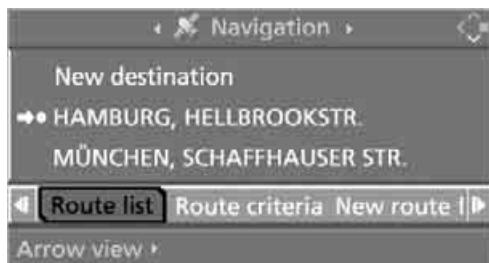 Navigation
New destination
HAMBURG, HELLBROOKSTR.
MÜNCHEN, SCHAFFHAUSER STR.
Route list Route criteria New route
Arrow view